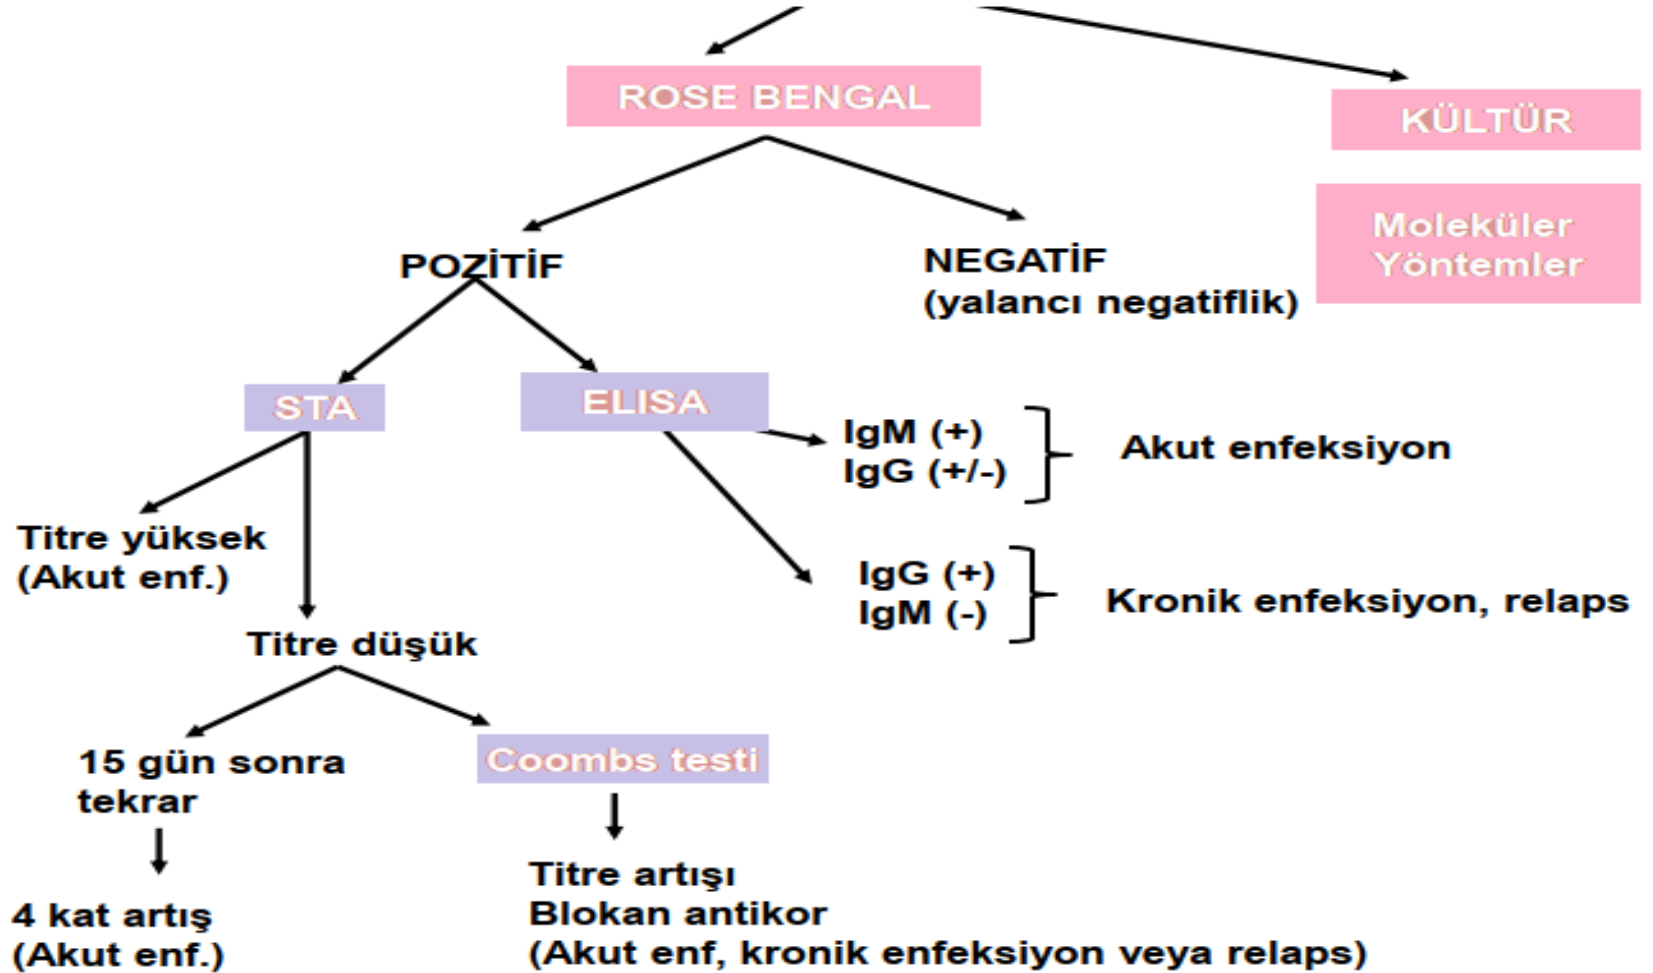 ROSE BENGAL
KÜLTÜR
Moleküler
Yöntemler
POZİTİF
NEGATİF
(yalancı negatiflik)
STA
ELISA
IgM (+)
IgG (+/-)
Akut enfeksiyon
Titre yüksek
(Akut enf.)
IgG (+)
IgM (-)
Kronik enfeksiyon, relaps
Titre düşük
15 gün sonra
tekrar
Coombs testi
4 kat artış
(Akut enf.)
Titre artışı
Blokan antikor
(Akut enf, kronik enfeksiyon veya relaps)